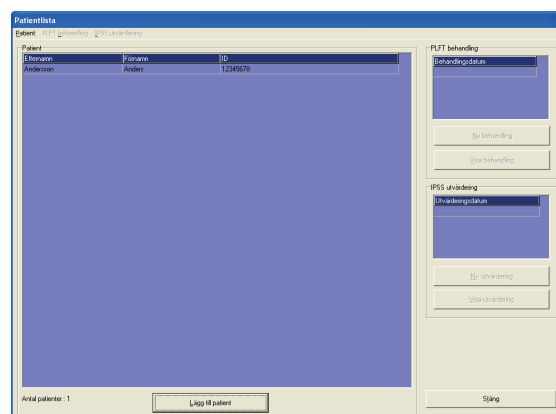 Patientlista
Patient PLFT behandling IPSS-utvärdering
Patient
Efternamn Förnamn ID
Andersson Anders 12345678
Antal patienter : 1
Lägg till patient
PLFT behandling
Behandlingsdatum
Ny behandling
Visa behandling
IPSS utvärdering
Utvärderingsdatum
Ny utvärdering
Visa utvärdering
Stäng